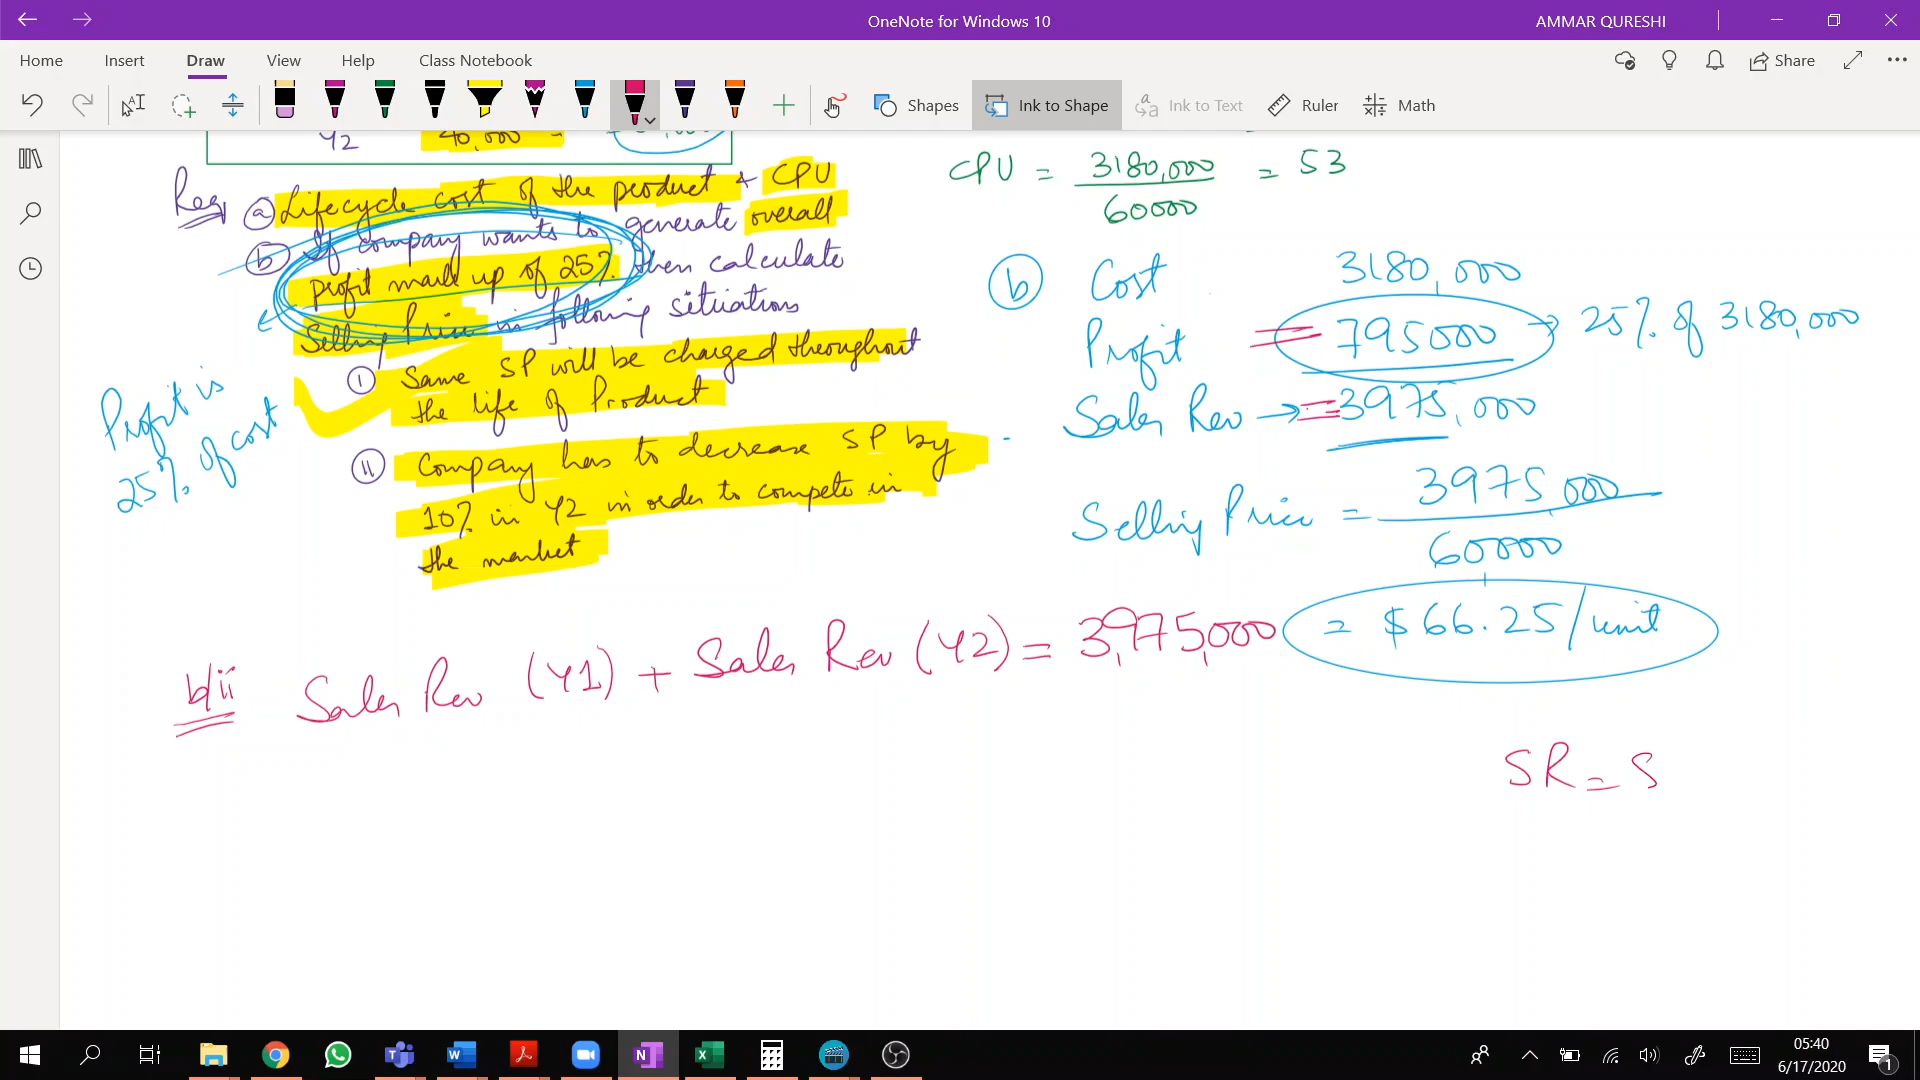 OneNote for Windows 10
AMMAR QURESHI
Home Insert Draw View Help Class Notebook
Share
Shapes Ink to Shape Ink to Text Ruler Math
Y2 40,000
Req (a) Lifecycle cost of the product + CPU
(b) If company wants to generate overall
profit mark up of 25% then calculate
Selling Price in following situations
(i) Same SP will be charged throughout
the life of Product
(ii) Company has to decrease SP by
10% in Y2 in order to compete in
the market
Profit is
25% of cost
CPU = 3180,000 = 53
60000
(b) Cost 3180,000
Profit 795000 → 25% of 3180,000
Sales Rev → 3975,000
Selling Price = 3975,000
60000
= $66.25/unit
b/ii Sales Rev (Y1) + Sales Rev (Y2) = 3,975,000
SR = S
05:40
6/17/2020
1